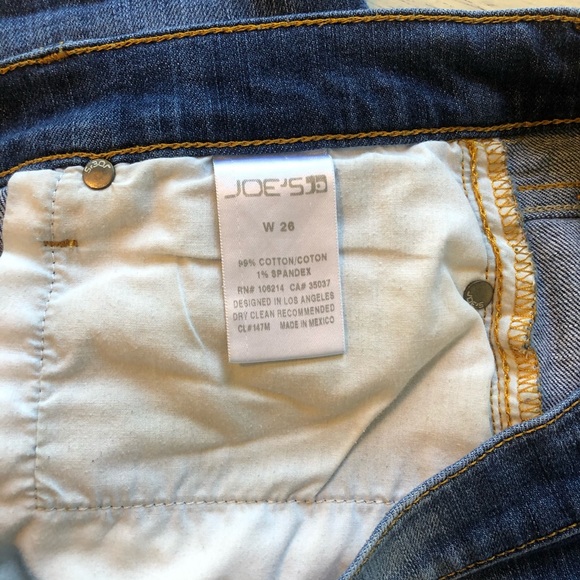 JOE'S
W 26
99% COTTON/COTON
1% SPANDEX
RN# 106214 CA# 35037
DESIGNED IN LOS ANGELES
DRY CLEAN RECOMMENDED
CL#147M MADE IN MEXICO